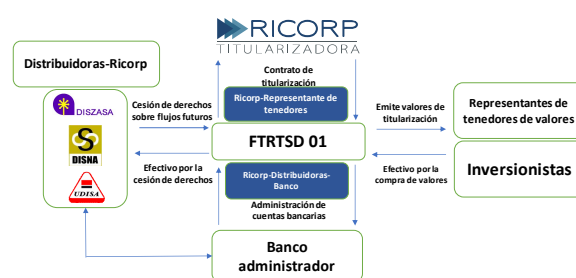 RICORP
TITULARIZADORA
Distribuidoras-Ricorp
DISZASA
DISNA
UDISA
Contrato de
titularización
Cesión de derechos
sobre flujos futuros
Ricorp-Representante de
tenedores
Emite valores de
titularización
Representantes de
tenedores de valores
FTRTSD 01
Efectivo por la
cesión de derechos
Ricorp-Distribuidoras-
Banco
Efectivo por la
compra de valores
Inversionistas
Administración de
cuentas bancarias
Banco
administrador